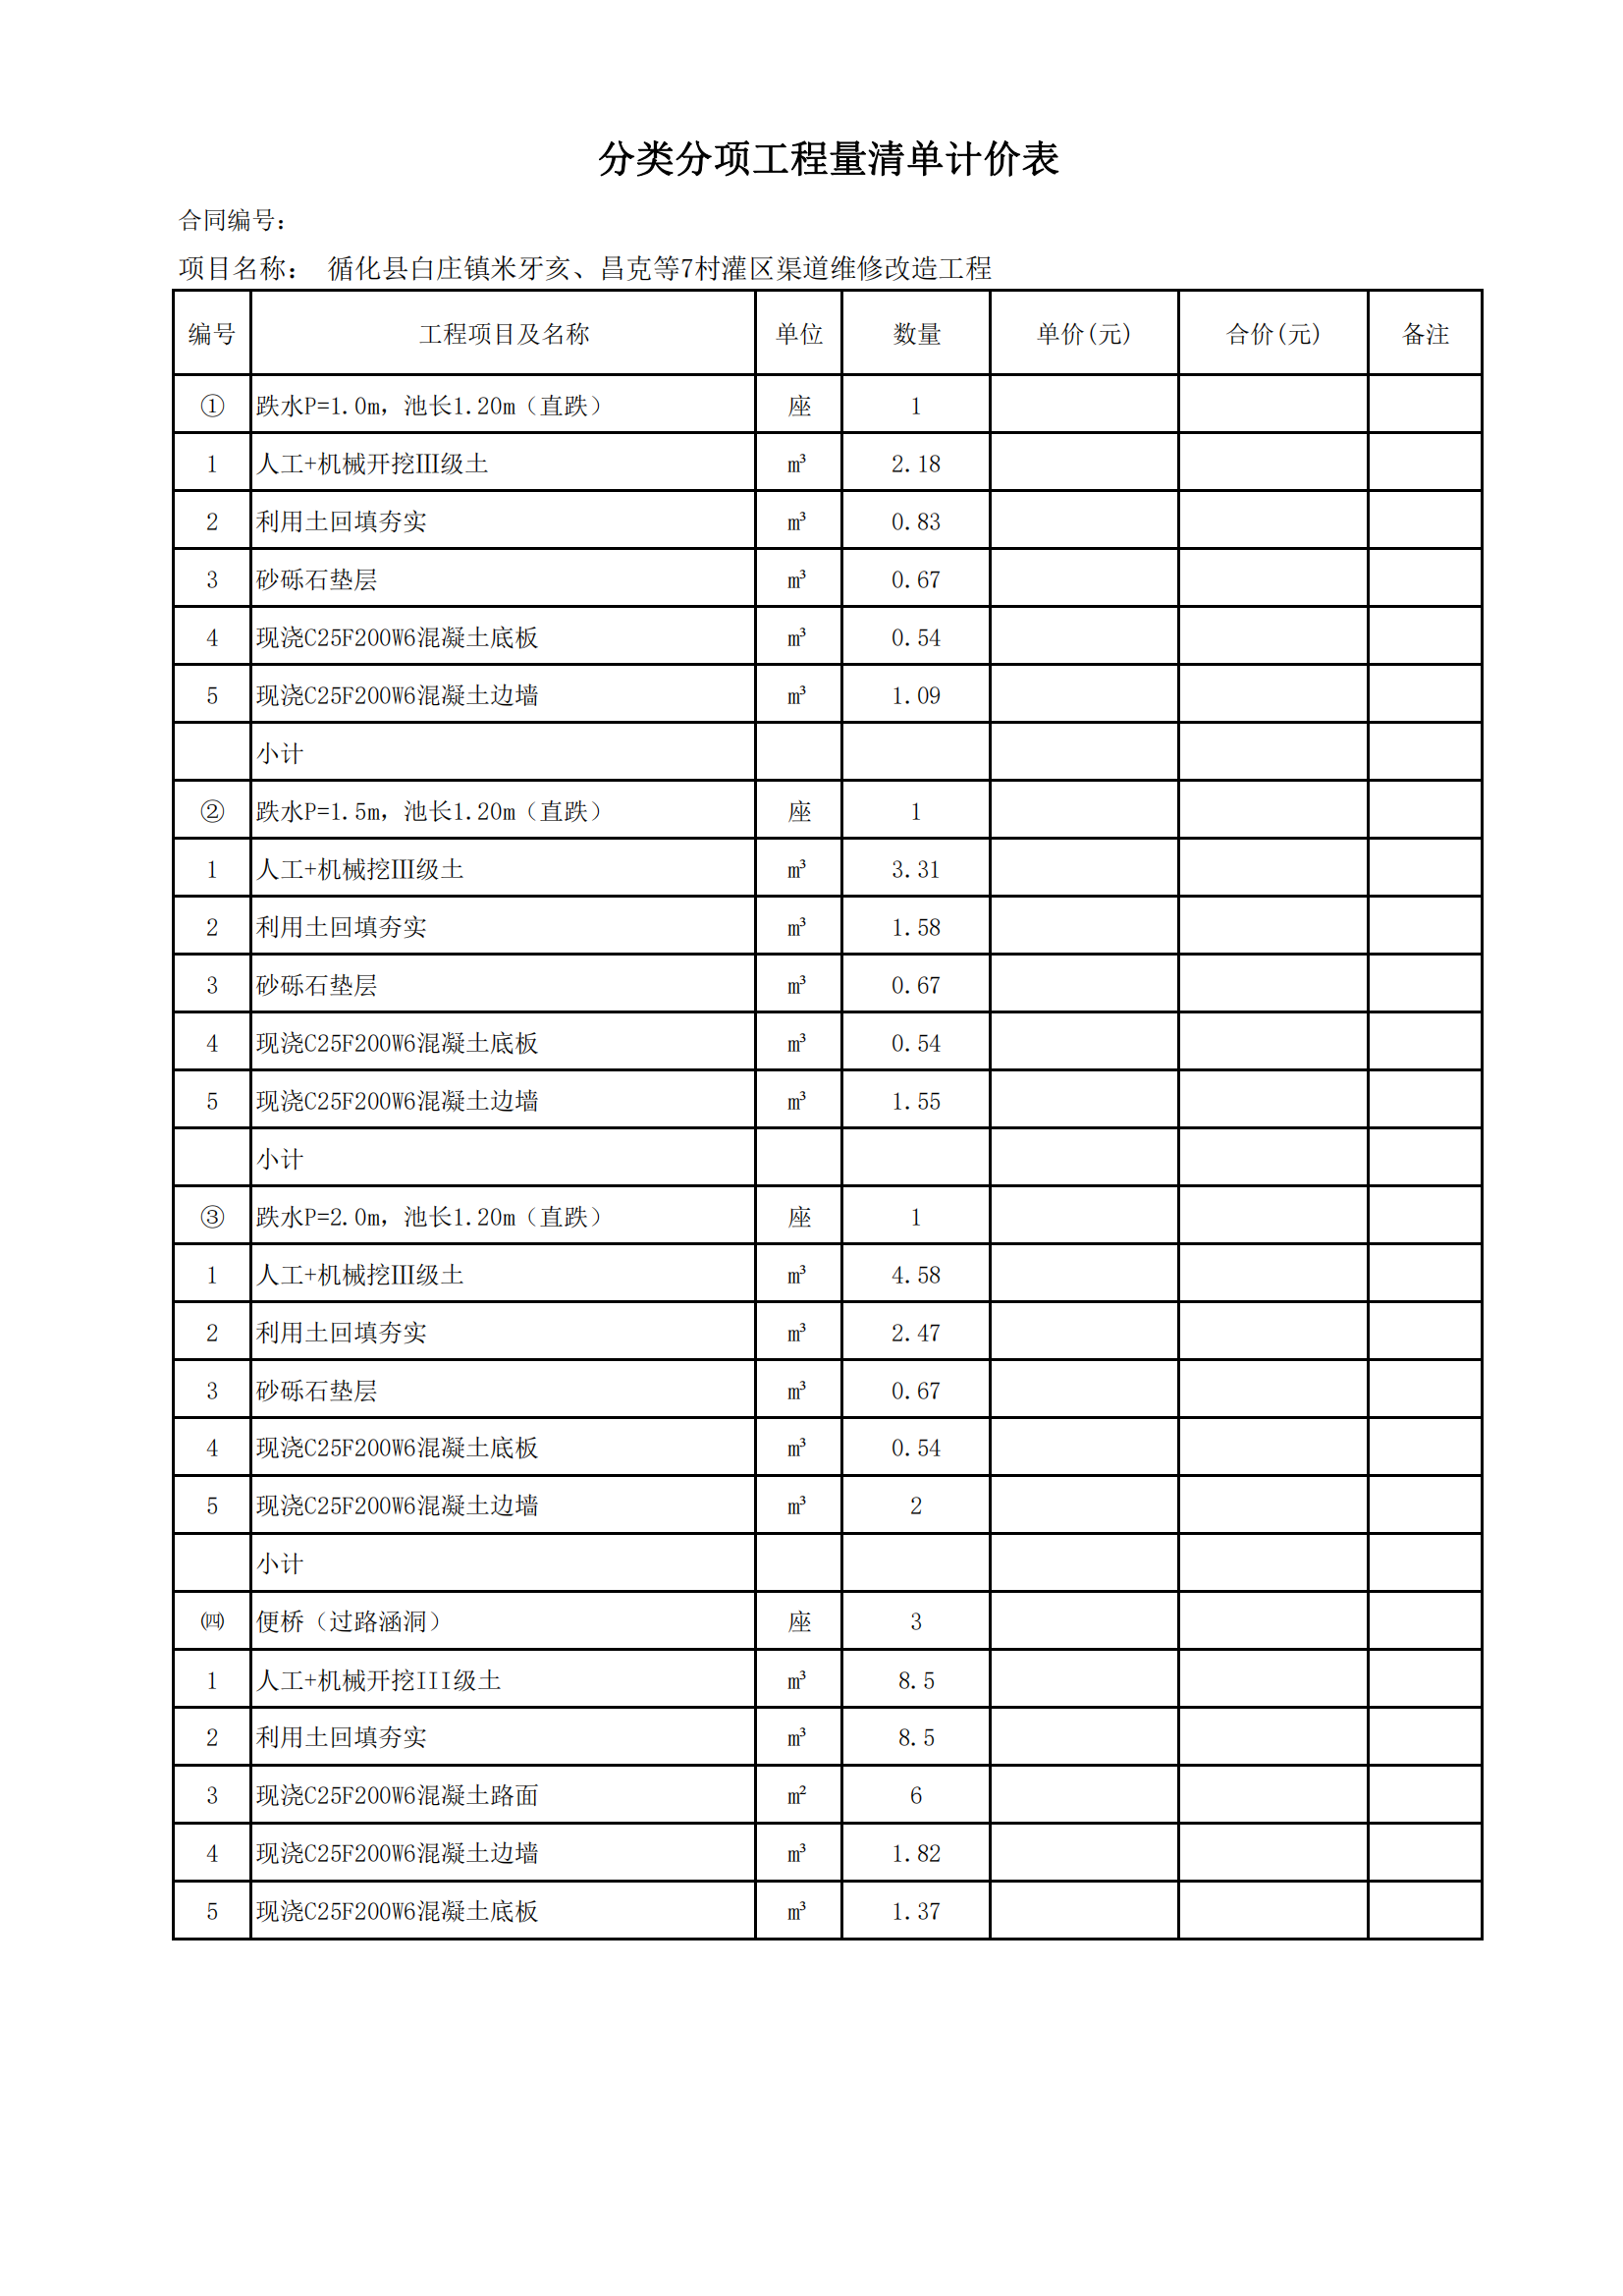 分类分项工程量清单计价表
合同编号：
项目名称： 循化县白庄镇米牙亥、昌克等7村灌区渠道维修改造工程
编号 工程项目及名称 单位 数量 单价(元) 合价(元) 备注
① 跌水P=1.0m，池长1.20m（直跌） 座 1
1 人工+机械开挖Ⅲ级土 m³ 2.18
2 利用土回填夯实 m³ 0.83
3 砂砾石垫层 m³ 0.67
4 现浇C25F200W6混凝土底板 m³ 0.54
5 现浇C25F200W6混凝土边墙 m³ 1.09
小计
② 跌水P=1.5m，池长1.20m（直跌） 座 1
1 人工+机械挖Ⅲ级土 m³ 3.31
2 利用土回填夯实 m³ 1.58
3 砂砾石垫层 m³ 0.67
4 现浇C25F200W6混凝土底板 m³ 0.54
5 现浇C25F200W6混凝土边墙 m³ 1.55
小计
③ 跌水P=2.0m，池长1.20m（直跌） 座 1
1 人工+机械挖Ⅲ级土 m³ 4.58
2 利用土回填夯实 m³ 2.47
3 砂砾石垫层 m³ 0.67
4 现浇C25F200W6混凝土底板 m³ 0.54
5 现浇C25F200W6混凝土边墙 m³ 2
小计
㈣ 便桥（过路涵洞） 座 3
1 人工+机械开挖III级土 m³ 8.5
2 利用土回填夯实 m³ 8.5
3 现浇C25F200W6混凝土路面 m² 6
4 现浇C25F200W6混凝土边墙 m³ 1.82
5 现浇C25F200W6混凝土底板 m³ 1.37